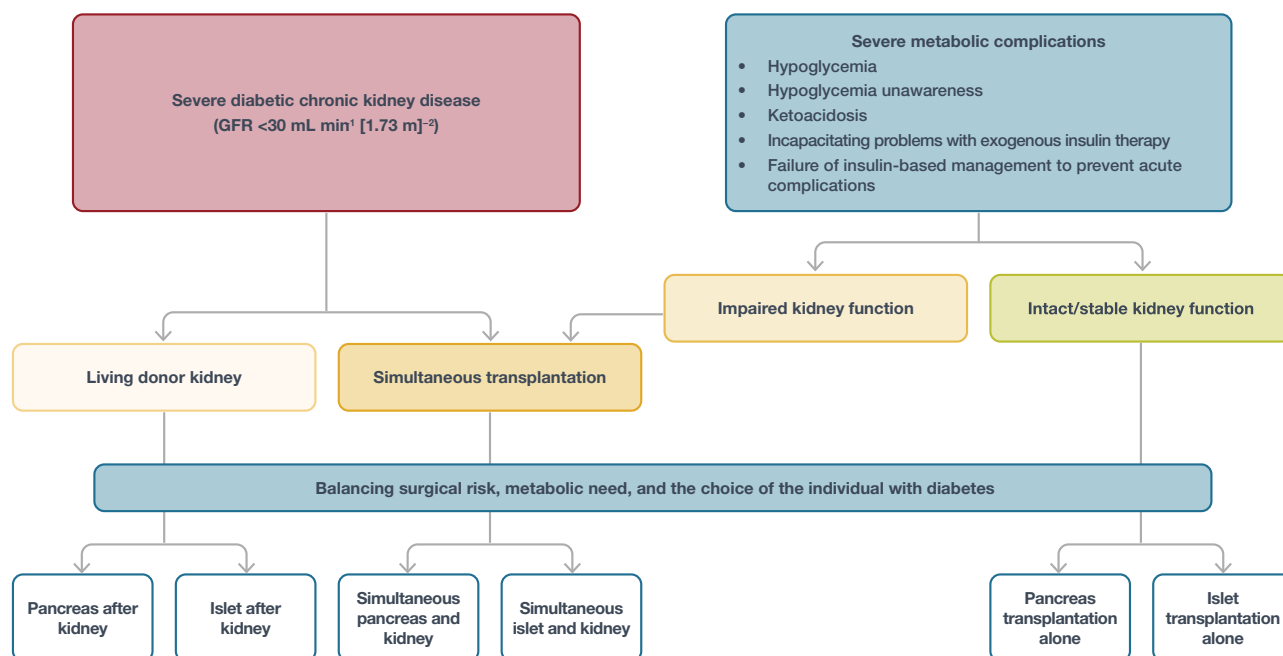 Severe diabetic chronic kidney disease
(GFR <30 mL min¹ [1.73 m]⁻²)
Severe metabolic complications
• Hypoglycemia
• Hypoglycemia unawareness
• Ketoacidosis
• Incapacitating problems with exogenous insulin therapy
• Failure of insulin-based management to prevent acute
complications
Impaired kidney function
Intact/stable kidney function
Living donor kidney
Simultaneous transplantation
Balancing surgical risk, metabolic need, and the choice of the individual with diabetes
Pancreas after
kidney
Islet after
kidney
Simultaneous
pancreas and
kidney
Simultaneous
islet and kidney
Pancreas
transplantation
alone
Islet
transplantation
alone